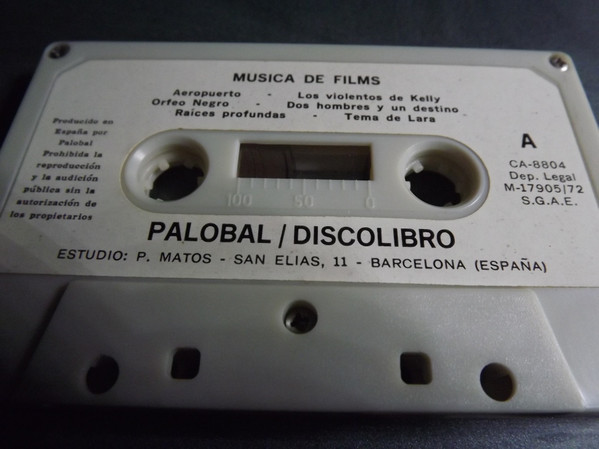 MUSICA DE FILMS
Aeropuerto - Los violentos de Kelly
Orfeo Negro - Dos hombres y un destino
Raíces profundas - Tema de Lara
Producido en
España por
Palobal
Prohibida la
reproducción
y la audición
pública sin la
autorización de
los propietarios
A
CA-8804
Dep. Legal
M-17905/72
S.G.A.E.
100 50 0
PALOBAL / DISCOLIBRO
ESTUDIO: P. MATOS - SAN ELIAS, 11 - BARCELONA (ESPAÑA)